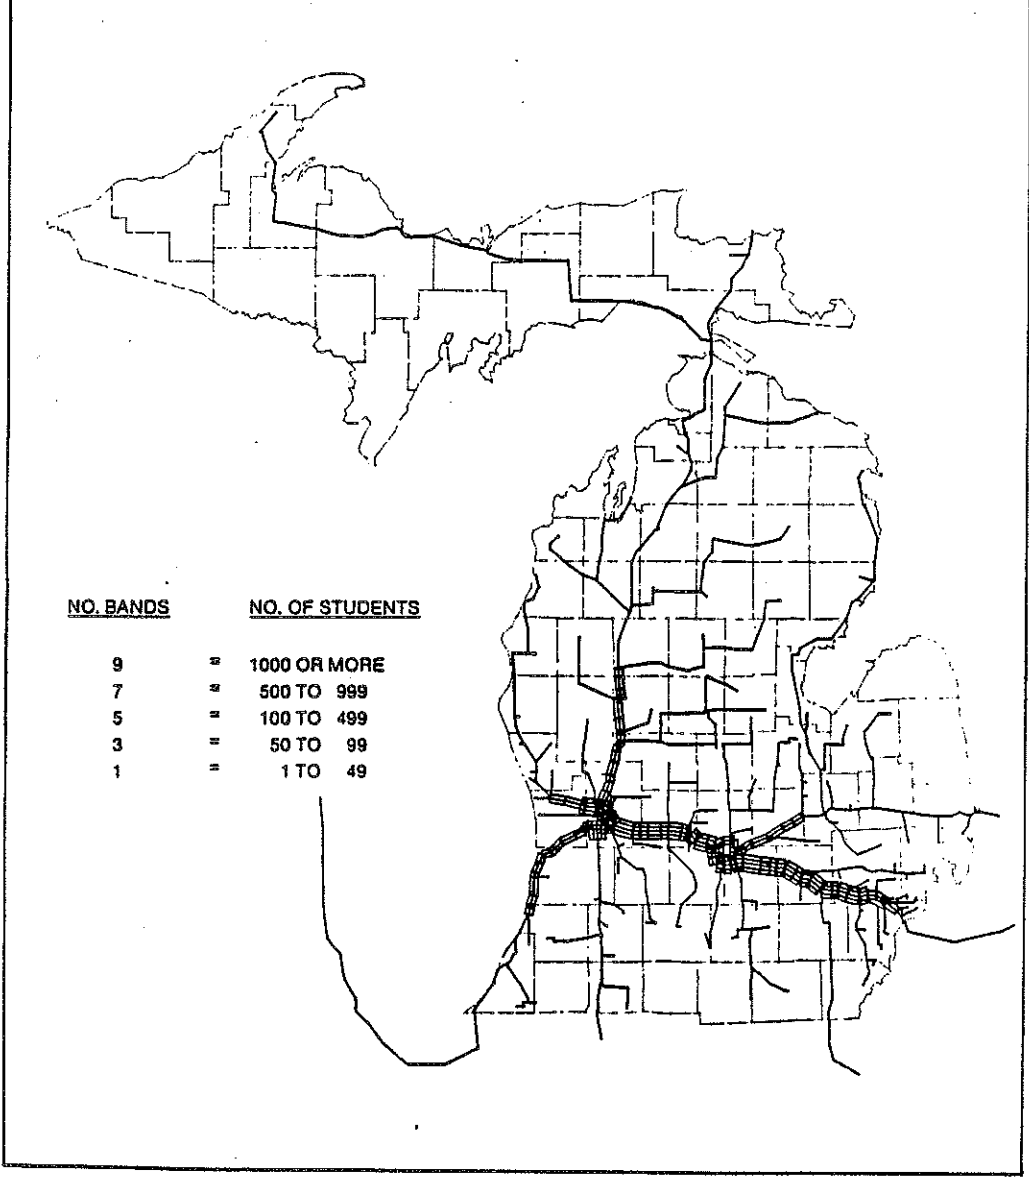 NO. BANDS NO. OF STUDENTS
9 = 1000 OR MORE
7 = 500 TO 999
5 = 100 TO 499
3 = 50 TO 99
1 = 1 TO 49